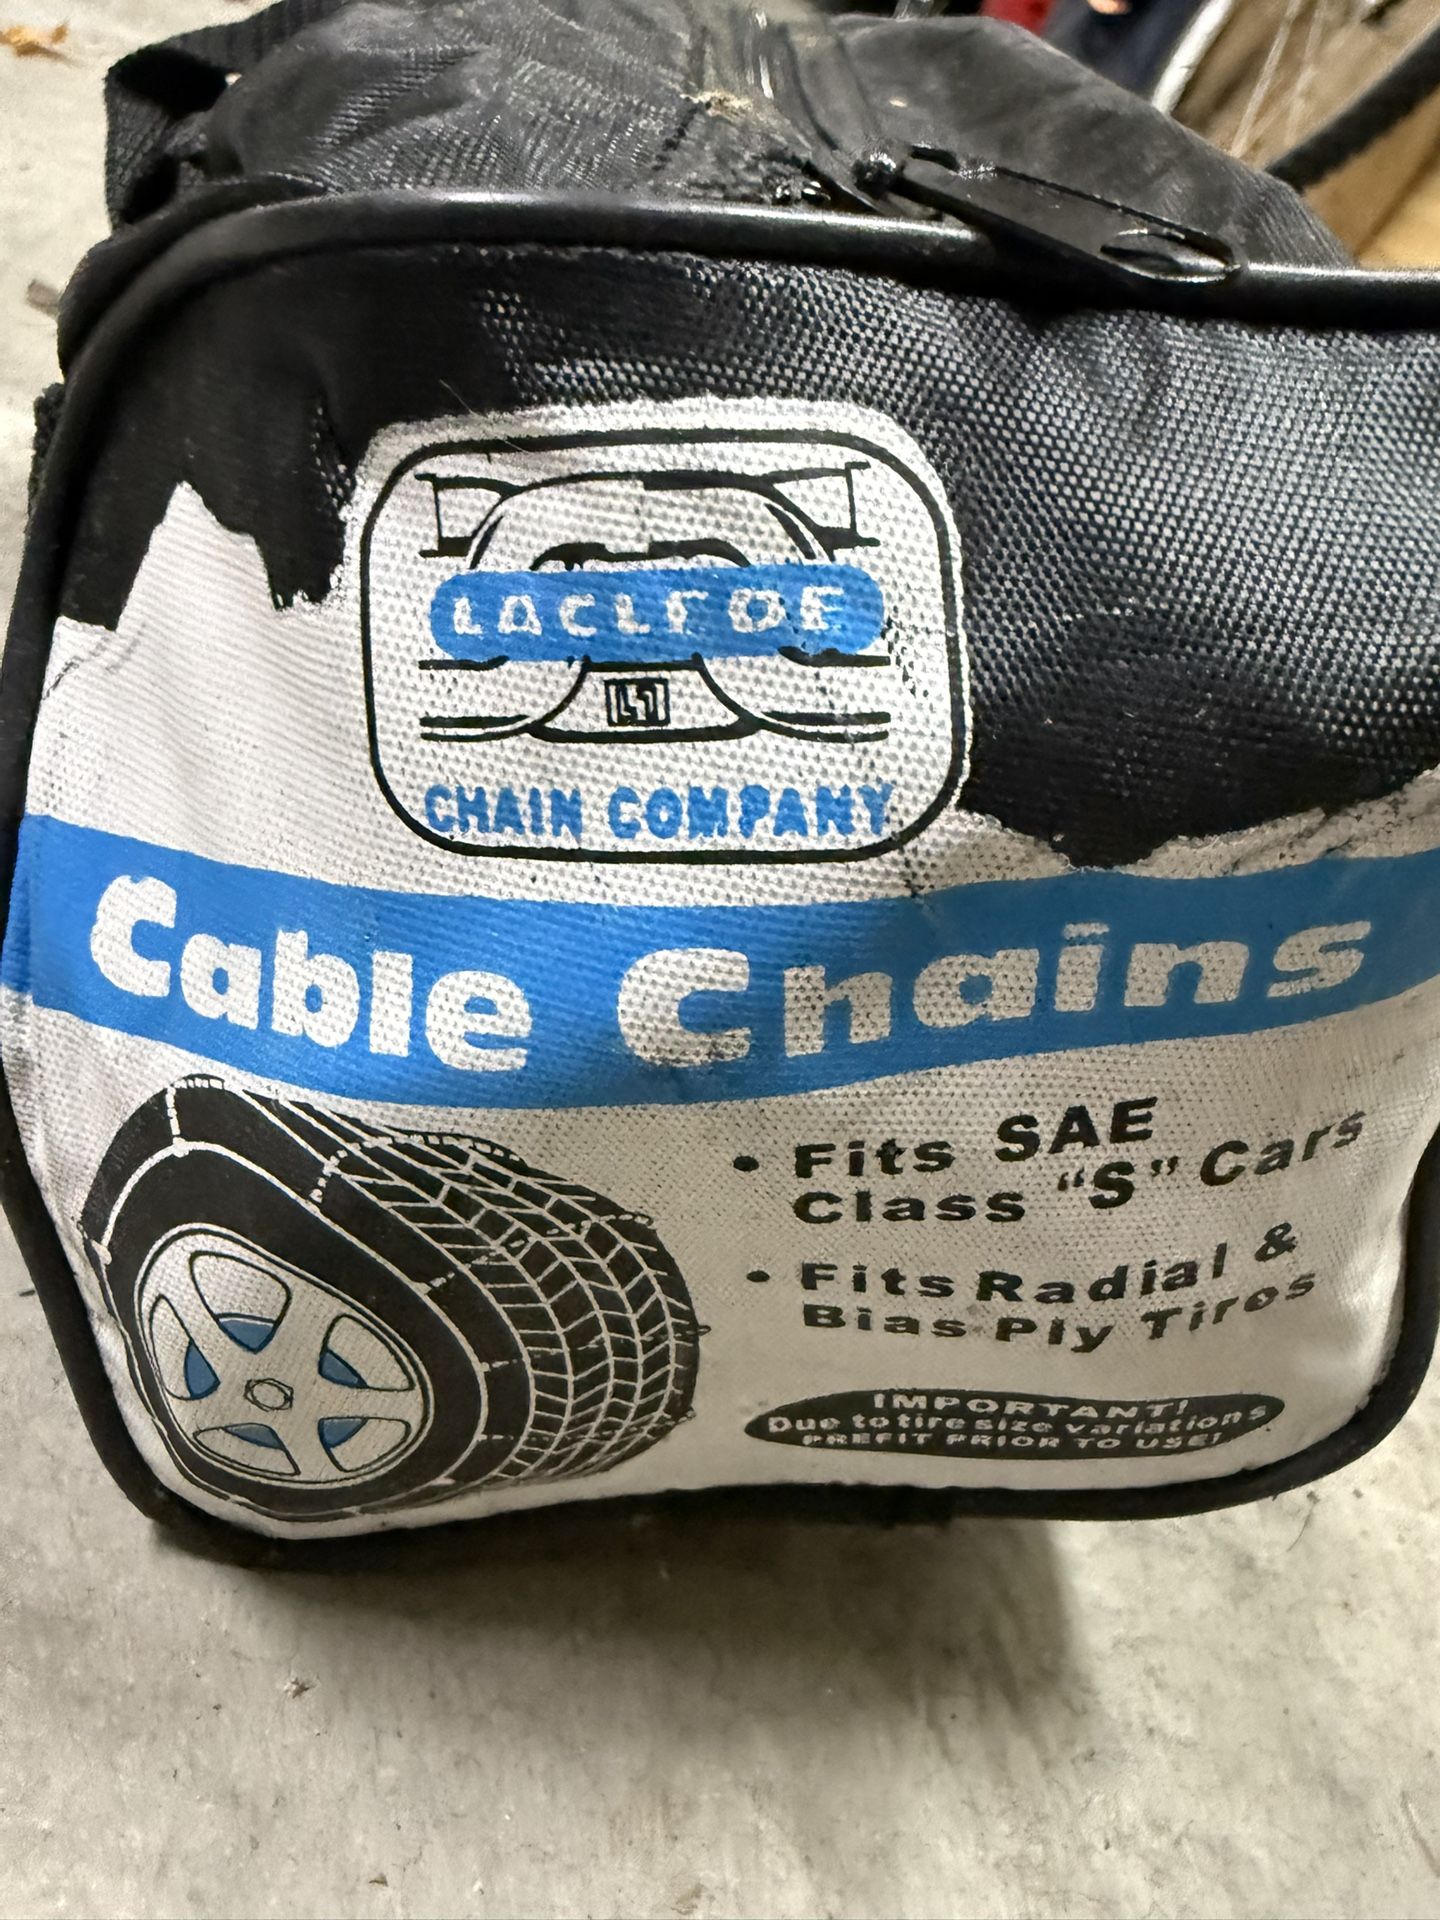 LACLEDE
CHAIN COMPANY
Cable Chains
• Fits SAE
Class "S" Cars
• Fits Radial &
Bias Ply Tires
IMPORTANT!
Due to tire size variations
PREFIT PRIOR TO USE!